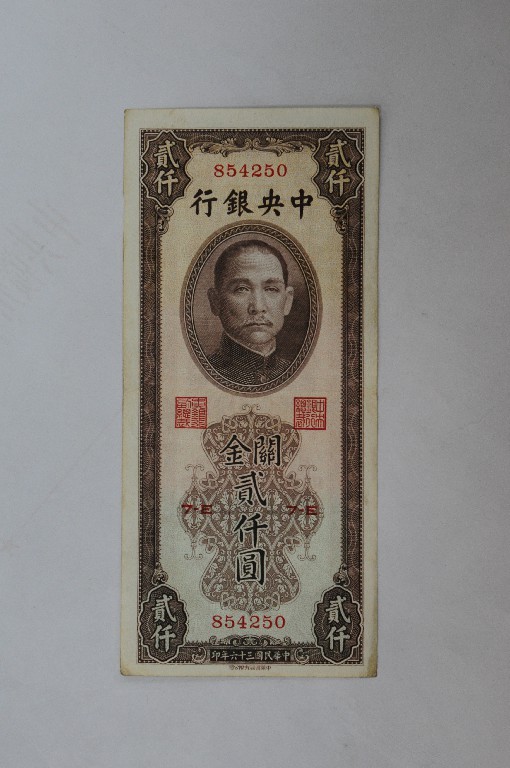 貳仟 854250 貳仟
中央銀行
關金
貳仟圓
7-E 7-E
854250
貳仟 貳仟
中華民國三十六年印